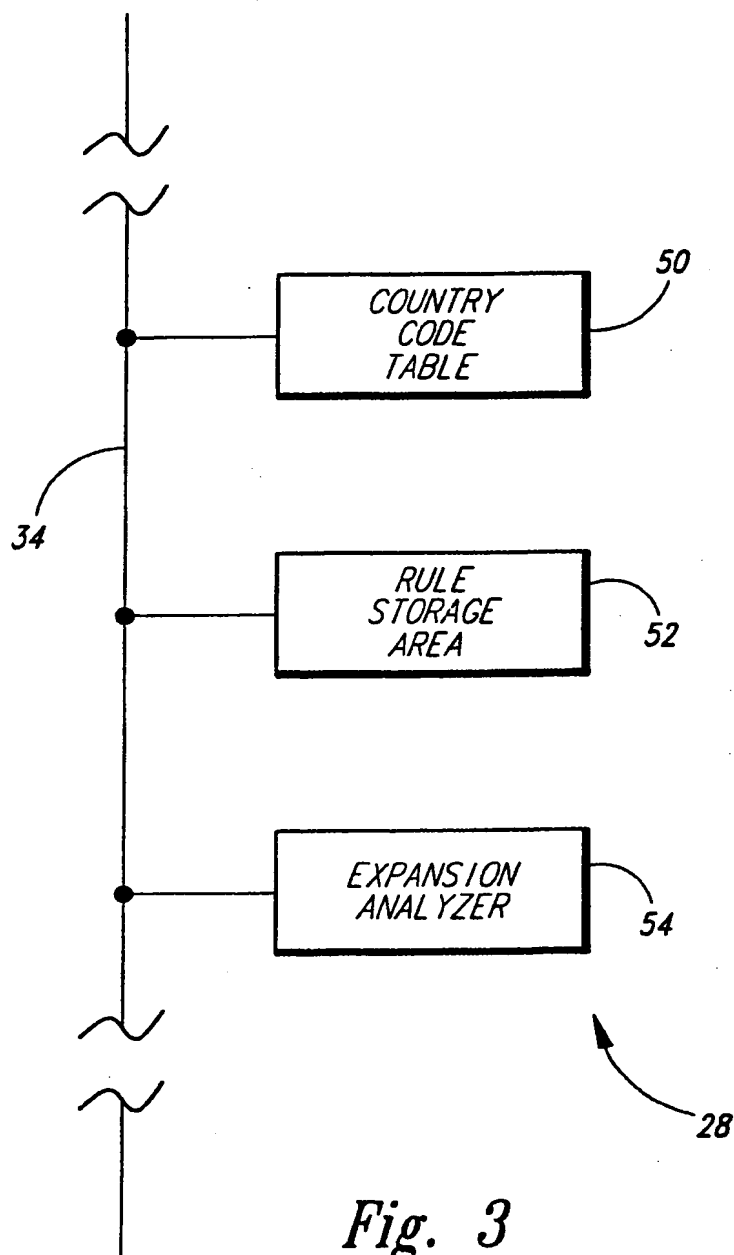 50
COUNTRY
CODE
TABLE
34
RULE
STORAGE
AREA
52
EXPANSION
ANALYZER
54
28
Fig. 3